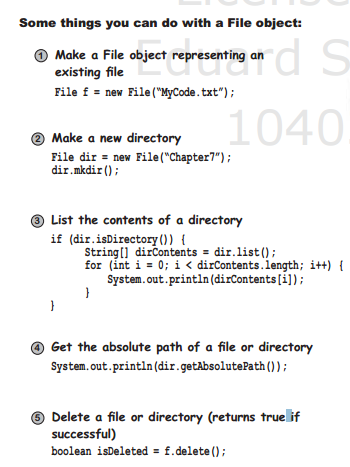 License
Eduard S
1040
Some things you can do with a File object:
1 Make a File object representing an
existing file
File f = new File("MyCode.txt");
2 Make a new directory
File dir = new File("Chapter7");
dir.mkdir();
3 List the contents of a directory
if (dir.isDirectory()) {
String[] dirContents = dir.list();
for (int i = 0; i < dirContents.length; i++) {
System.out.println(dirContents[i]);
}
}
4 Get the absolute path of a file or directory
System.out.println(dir.getAbsolutePath());
5 Delete a file or directory (returns true if
successful)
boolean isDeleted = f.delete();